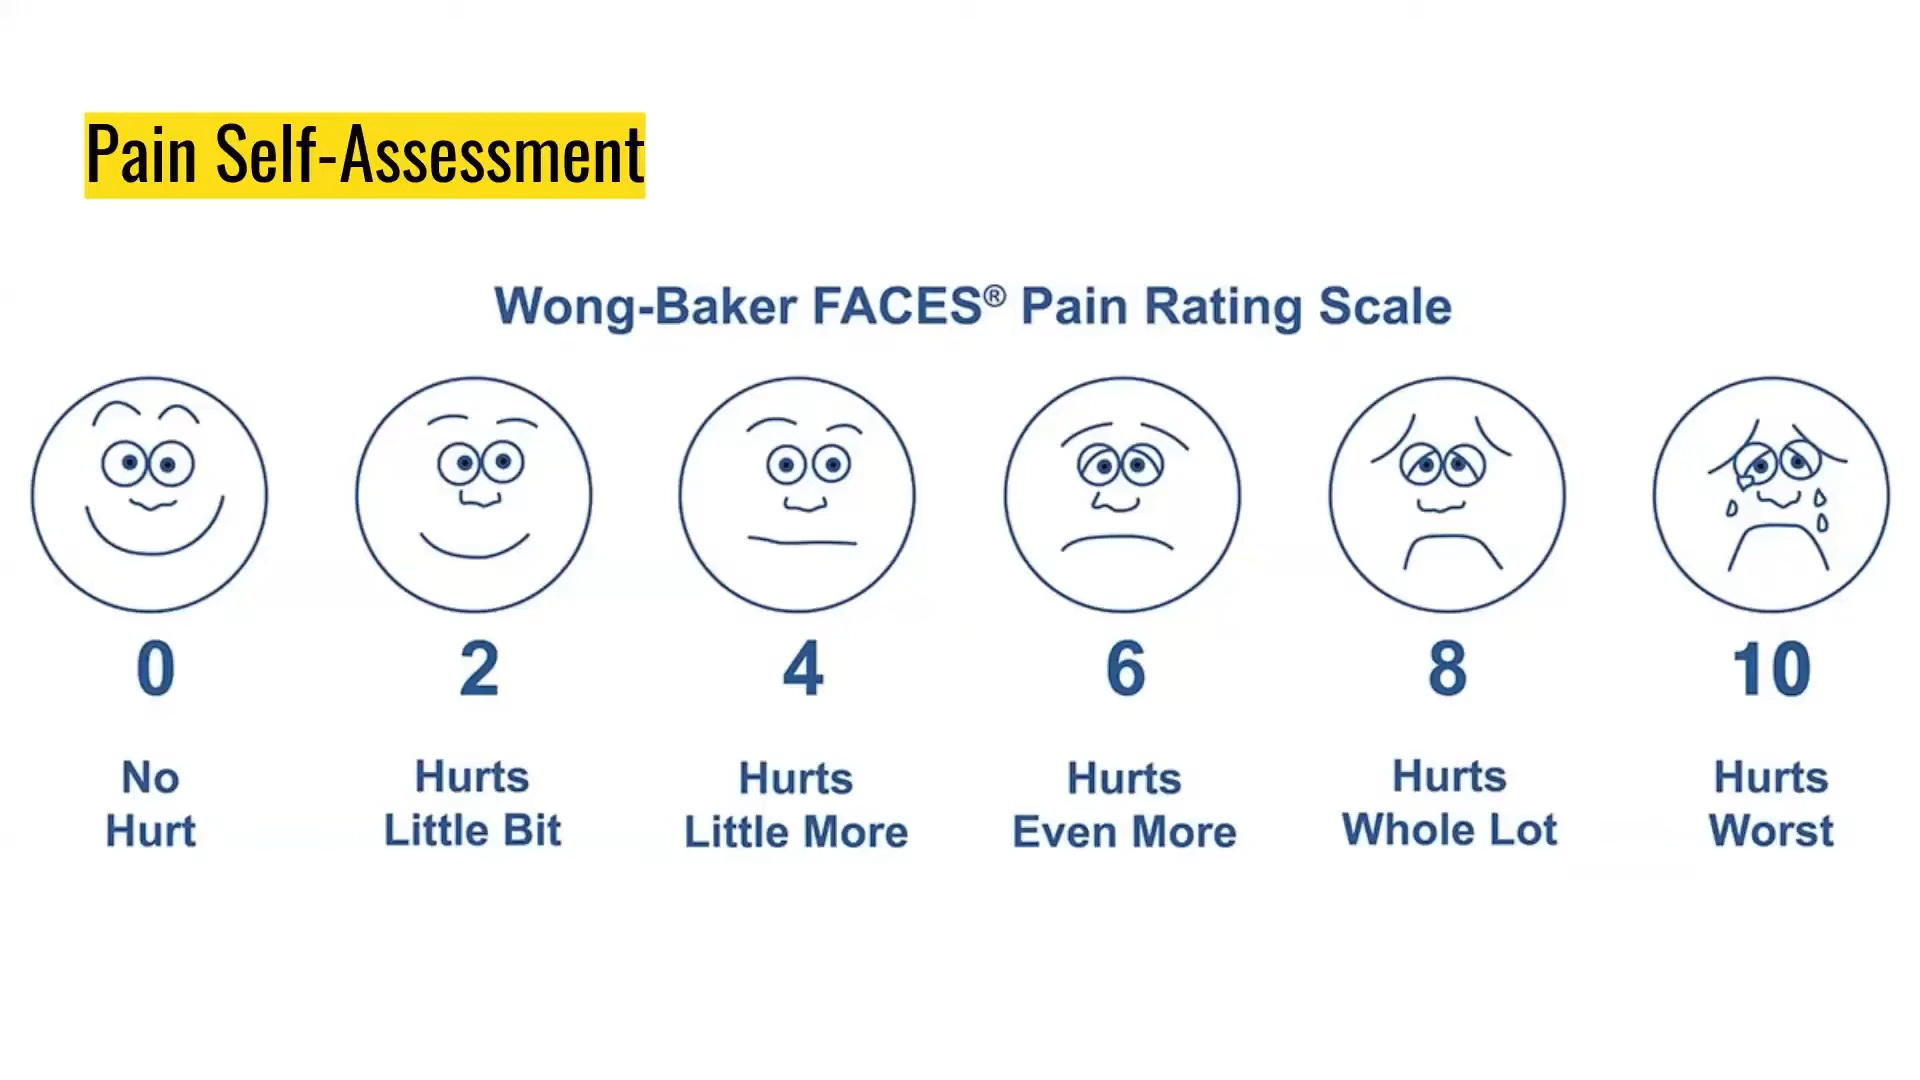 Pain Self-Assessment
Wong-Baker FACES® Pain Rating Scale
0
2
4
6
8
10
No
Hurt
Hurts
Little Bit
Hurts
Little More
Hurts
Even More
Hurts
Whole Lot
Hurts
Worst